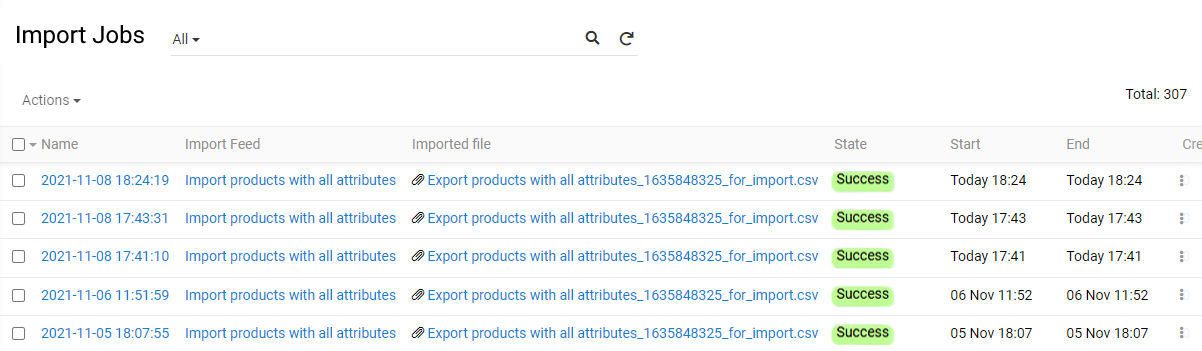 Import Jobs All
Total: 307
Actions
Name Import Feed Imported file State Start End Cre
2021-11-08 18:24:19 Import products with all attributes Export products with all attributes_1635848325_for_import.csv Success Today 18:24 Today 18:24
2021-11-08 17:43:31 Import products with all attributes Export products with all attributes_1635848325_for_import.csv Success Today 17:43 Today 17:43
2021-11-08 17:41:10 Import products with all attributes Export products with all attributes_1635848325_for_import.csv Success Today 17:41 Today 17:41
2021-11-06 11:51:59 Import products with all attributes Export products with all attributes_1635848325_for_import.csv Success 06 Nov 11:52 06 Nov 11:52
2021-11-05 18:07:55 Import products with all attributes Export products with all attributes_1635848325_for_import.csv Success 05 Nov 18:07 05 Nov 18:07